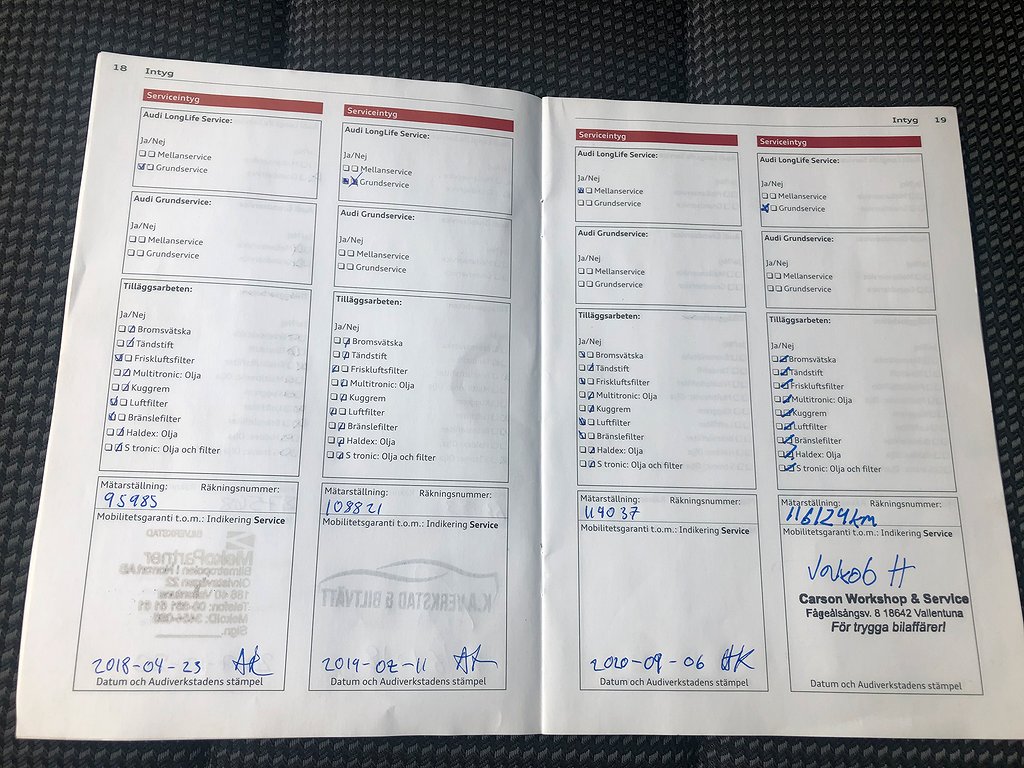 18 Intyg
Serviceintyg
Audi LongLife Service:
Ja/Nej
Mellanservice
Grundservice
Audi Grundservice:
Ja/Nej
Mellanservice
Grundservice
Tilläggsarbeten:
Ja/Nej
Bromsvätska
Tändstift
Friskluftsfilter
Multitronic: Olja
Kuggrem
Luftfilter
Bränslefilter
Haldex: Olja
S tronic: Olja och filter
Mätarställning: Räkningsnummer:
95985
Mobilitetsgaranti t.o.m.: Indikering Service
2018-04-23
Datum och Audiverkstadens stämpel
Serviceintyg
Audi LongLife Service:
Ja/Nej
Mellanservice
Grundservice
Audi Grundservice:
Ja/Nej
Mellanservice
Grundservice
Tilläggsarbeten:
Ja/Nej
Bromsvätska
Tändstift
Friskluftsfilter
Multitronic: Olja
Kuggrem
Luftfilter
Bränslefilter
Haldex: Olja
S tronic: Olja och filter
Mätarställning: Räkningsnummer:
108821
Mobilitetsgaranti t.o.m.: Indikering Service
2019-07-11
Datum och Audiverkstadens stämpel
Intyg 19
Serviceintyg
Audi LongLife Service:
Ja/Nej
Mellanservice
Grundservice
Audi Grundservice:
Ja/Nej
Mellanservice
Grundservice
Tilläggsarbeten:
Ja/Nej
Bromsvätska
Tändstift
Friskluftsfilter
Multitronic: Olja
Kuggrem
Luftfilter
Bränslefilter
Haldex: Olja
S tronic: Olja och filter
Mätarställning: Räkningsnummer:
114037
Mobilitetsgaranti t.o.m.: Indikering Service
2020-09-06
Datum och Audiverkstadens stämpel
Serviceintyg
Audi LongLife Service:
Ja/Nej
Mellanservice
Grundservice
Audi Grundservice:
Ja/Nej
Mellanservice
Grundservice
Tilläggsarbeten:
Ja/Nej
Bromsvätska
Tändstift
Friskluftsfilter
Multitronic: Olja
Kuggrem
Luftfilter
Bränslefilter
Haldex: Olja
S tronic: Olja och filter
Mätarställning: Räkningsnummer:
116124km
Mobilitetsgaranti t.o.m.: Indikering Service
Carson Workshop & Service
Fågelsångsv. 8 18642 Vallentuna
För trygga bilaffärer!
Datum och Audiverkstadens stämpel